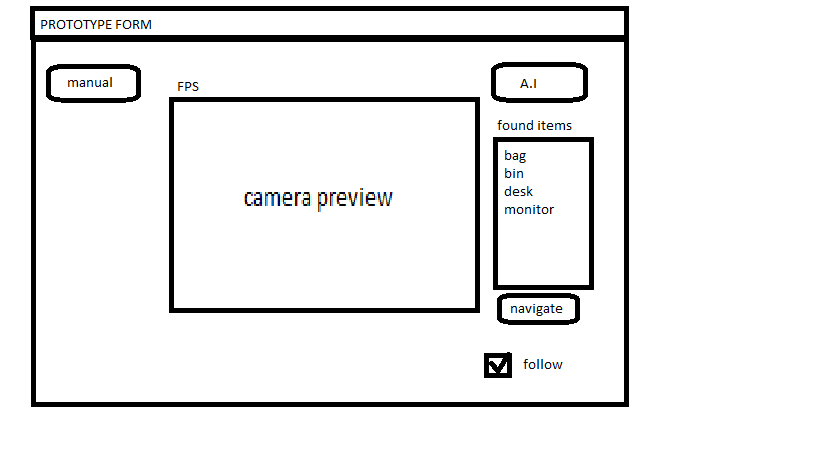 PROTOTYPE FORM
manual
FPS
A.I
camera preview
found items
bag
bin
desk
monitor
navigate
follow